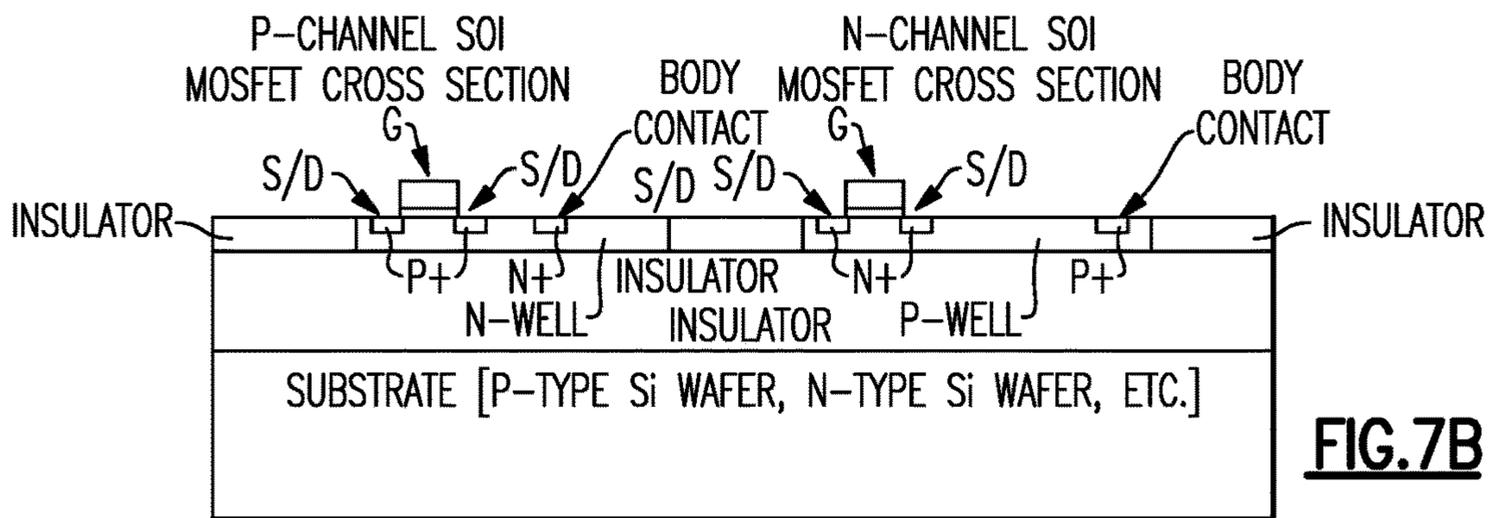 P-CHANNEL SOI
MOSFET CROSS SECTION
G
BODY
CONTACT
N-CHANNEL SOI
MOSFET CROSS SECTION
G
BODY
CONTACT
S/D
S/D
S/D
S/D
S/D
INSULATOR
INSULATOR
P+
N+
INSULATOR
N+
P+
N-WELL
INSULATOR
P-WELL
SUBSTRATE [P-TYPE Si WAFER, N-TYPE Si WAFER, ETC.]
FIG.7B